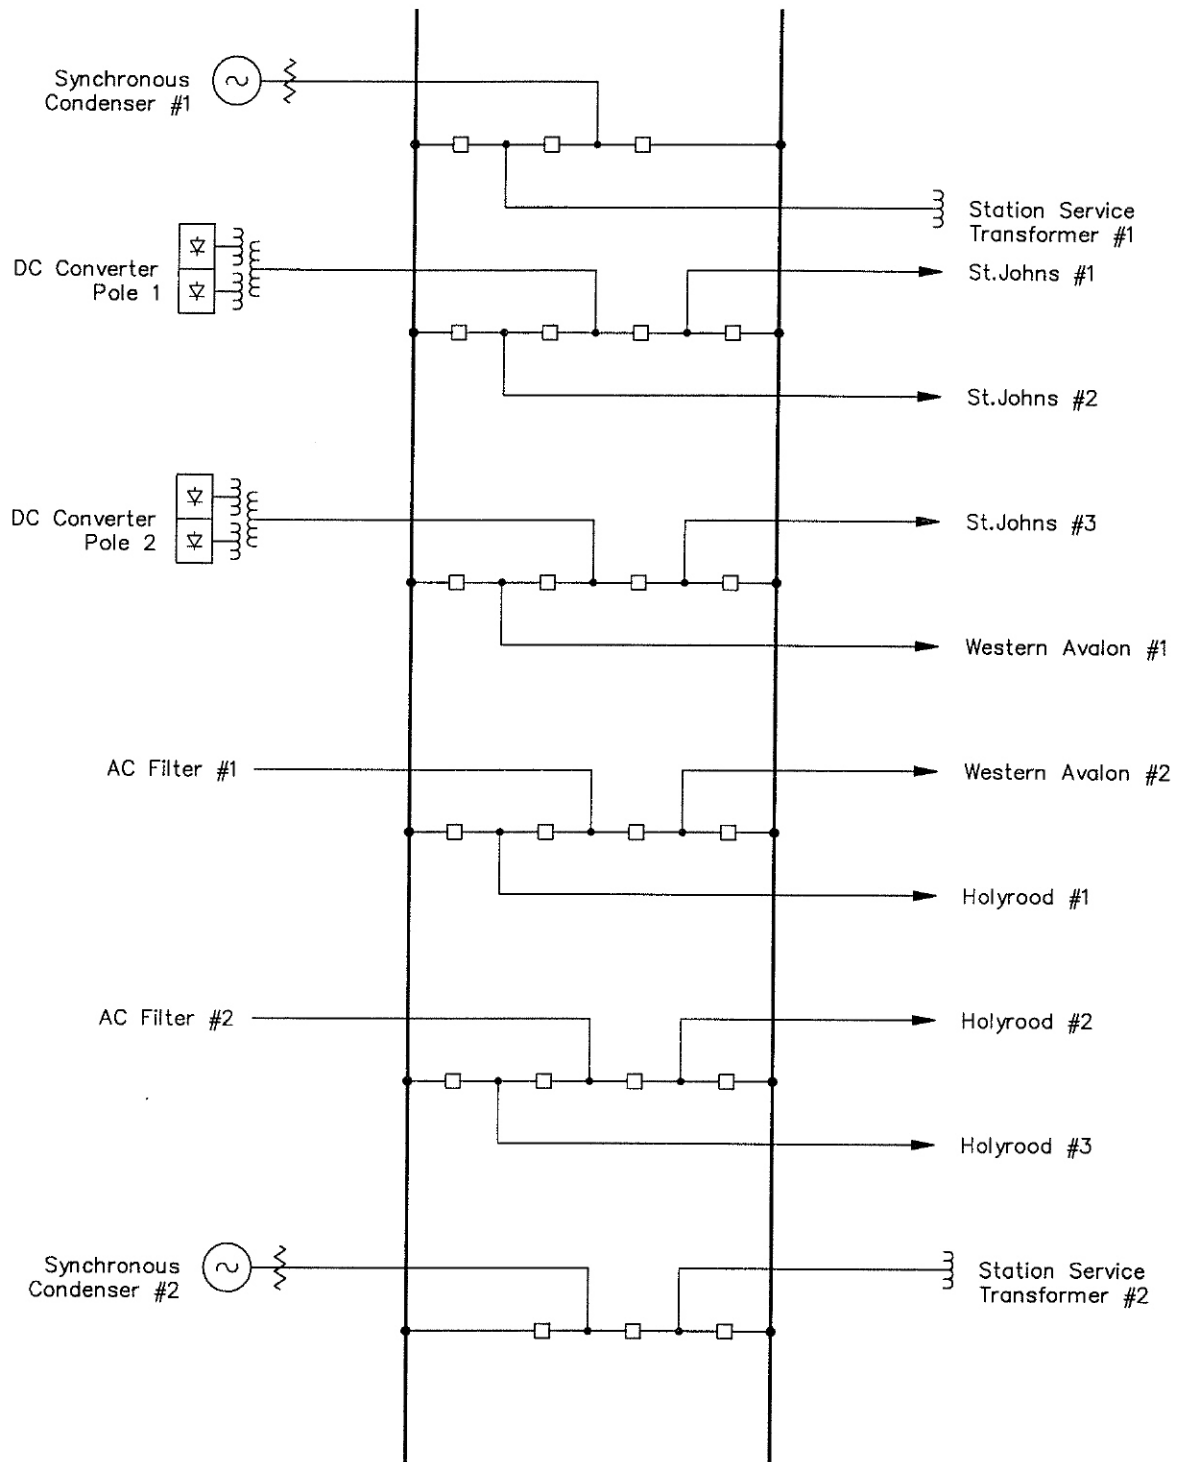 Synchronous
Condenser #1
Station Service
Transformer #1
DC Converter
Pole 1
St.Johns #1
St.Johns #2
DC Converter
Pole 2
St.Johns #3
Western Avalon #1
AC Filter #1
Western Avalon #2
Holyrood #1
AC Filter #2
Holyrood #2
Holyrood #3
Synchronous
Condenser #2
Station Service
Transformer #2